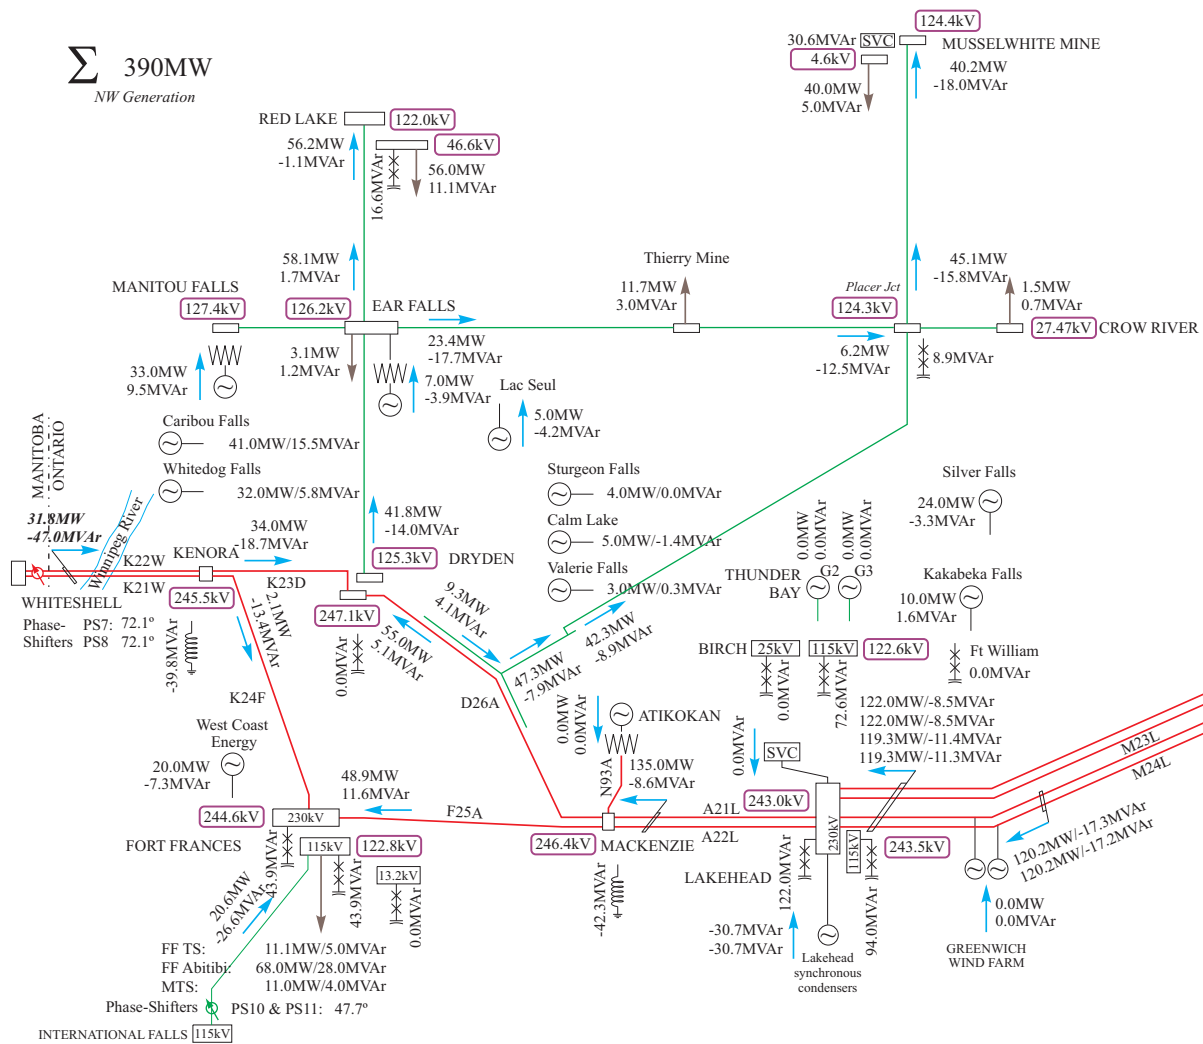 Σ 390MW
NW Generation
124.4kV
30.6MVAr SVC
MUSSELWHITE MINE
4.6kV
40.2MW
-18.0MVAr
40.0MW
5.0MVAr
RED LAKE
122.0kV
56.2MW
-1.1MVAr
46.6kV
16.6MVAr
56.0MW
11.1MVAr
58.1MW
1.7MVAr
Thierry Mine
11.7MW
3.0MVAr
45.1MW
-15.8MVAr
Placer Jct
124.3kV
1.5MW
0.7MVAr
MANITOU FALLS
127.4kV
126.2kV
EAR FALLS
27.47kV
CROW RIVER
23.4MW
-17.7MVAr
6.2MW
-12.5MVAr
8.9MVAr
3.1MW
1.2MVAr
33.0MW
9.5MVAr
7.0MW
-3.9MVAr
Lac Seul
5.0MW
-4.2MVAr
MANITOBA
ONTARIO
Caribou Falls
41.0MW/15.5MVAr
Whitedog Falls
32.0MW/5.8MVAr
Sturgeon Falls
4.0MW/0.0MVAr
Calm Lake
5.0MW/-1.4MVAr
Valerie Falls
3.0MW/0.3MVAr
Silver Falls
24.0MW
-3.3MVAr
31.8MW
-47.0MVAr
Winnipeg River
34.0MW
-18.7MVAr
41.8MW
-14.0MVAr
125.3kV
DRYDEN
K22W
KENORA
K21W
K23D
WHITESHELL
Phase-
Shifters
PS7: 72.1º
PS8 72.1º
245.5kV
-39.8MVAr
2.1MW
-13.4MVAr
247.1kV
0.0MVAr
9.3MW
4.1MVAr
55.0MW
5.1MVAr
42.3MW
-8.9MVAr
47.3MW
-7.9MVAr
0.0MW
0.0MVAr
0.0MW
0.0MVAr
THUNDER
BAY
G2
G3
Kakabeka Falls
10.0MW
1.6MVAr
BIRCH
25kV
115kV
122.6kV
Ft William
0.0MVAr
0.0MVAr
72.6MVAr
122.0MW/-8.5MVAr
122.0MW/-8.5MVAr
119.3MW/-11.4MVAr
119.3MW/-11.3MVAr
K24F
D26A
0.0MW
0.0MVAr
ATIKOKAN
West Coast
Energy
20.0MW
-7.3MVAr
N93A
135.0MW
-8.6MVAr
0.0MVAr
SVC
M23L
M24L
48.9MW
11.6MVAr
F25A
243.0kV
A21L
A22L
230kV
244.6kV
230kV
FORT FRANCES
43.9MVAr
115kV
122.8kV
43.9MVAr
13.2kV
0.0MVAr
246.4kV
MACKENZIE
-42.3MVAr
115kV
243.5kV
LAKEHEAD
122.0MVAr
94.0MVAr
120.2MW/-17.3MVAr
120.2MW/-17.2MVAr
0.0MW
0.0MVAr
GREENWICH
WIND FARM
-30.7MVAr
-30.7MVAr
Lakehead
synchronous
condensers
20.6MW
-26.6MVAr
FF TS: 11.1MW/5.0MVAr
FF Abitibi: 68.0MW/28.0MVAr
MTS: 11.0MW/4.0MVAr
Phase-Shifters PS10 & PS11: 47.7º
INTERNATIONAL FALLS 115kV